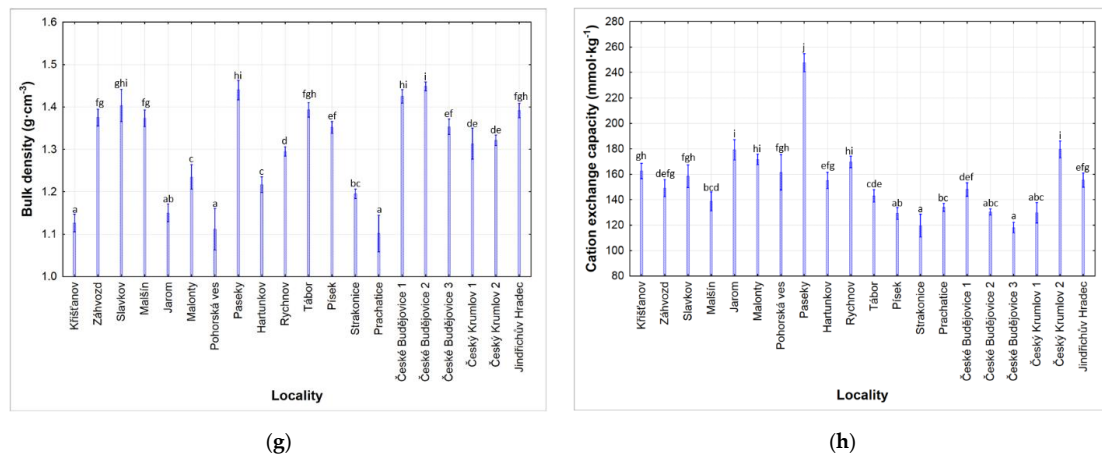 1.6
1.5
1.4
1.3
1.2
1.1
1.0
Bulk density (g·cm⁻³)
a
fg
ghi
fg
ab
c
a
hi
c
d
fgh
ef
bc
a
hi
i
ef
de
de
fgh
Křišťanov
Záhvozd
Slavkov
Malšín
Jarom
Malonty
Pohorská ves
Paseky
Hartunkov
Rychnov
Tábor
Písek
Strakonice
Prachatice
České Budějovice 1
České Budějovice 2
České Budějovice 3
Český Krumlov 1
Český Krumlov 2
Jindřichův Hradec
Locality
(g)
280
260
240
220
200
180
160
140
120
100
80
Cation exchange capacity (mmol·kg⁻¹)
gh
defg
fgh
bcd
i
hi
fgh
j
efg
hi
cde
ab
a
bc
def
abc
a
abc
i
efg
Křišťanov
Záhvozd
Slavkov
Malšín
Jarom
Malonty
Pohorská ves
Paseky
Hartunkov
Rychnov
Tábor
Písek
Strakonice
Prachatice
České Budějovice 1
České Budějovice 2
České Budějovice 3
Český Krumlov 1
Český Krumlov 2
Jindřichův Hradec
Locality
(h)